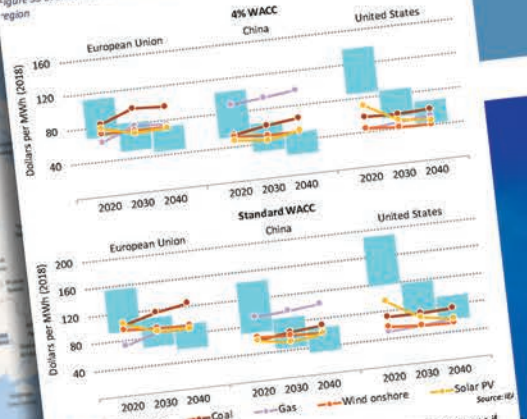 region
4% WACC
European Union
China
United States
Dollars per MWh (2018)
160
120
80
40
2020 2030 2040
2020 2030 2040
2020 2030 2040
Standard WACC
European Union
China
United States
Dollars per MWh (2018)
200
160
120
80
40
2020 2030 2040
2020 2030 2040
2020 2030 2040
Coal
Gas
Wind onshore
Solar PV